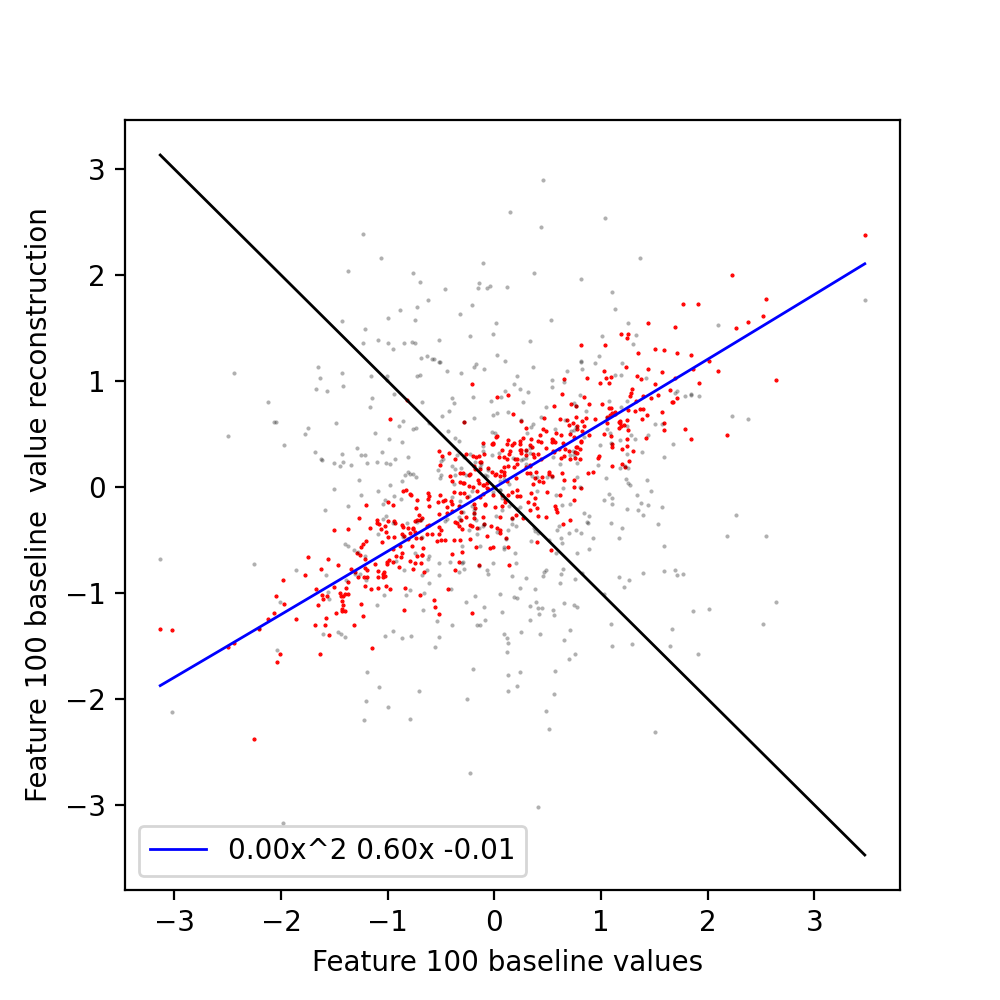 Feature 100 baseline  value reconstruction
3
2
1
0
−1
−2
−3
0.00x^2 0.60x -0.01
−3 −2 −1 0 1 2 3
Feature 100 baseline values